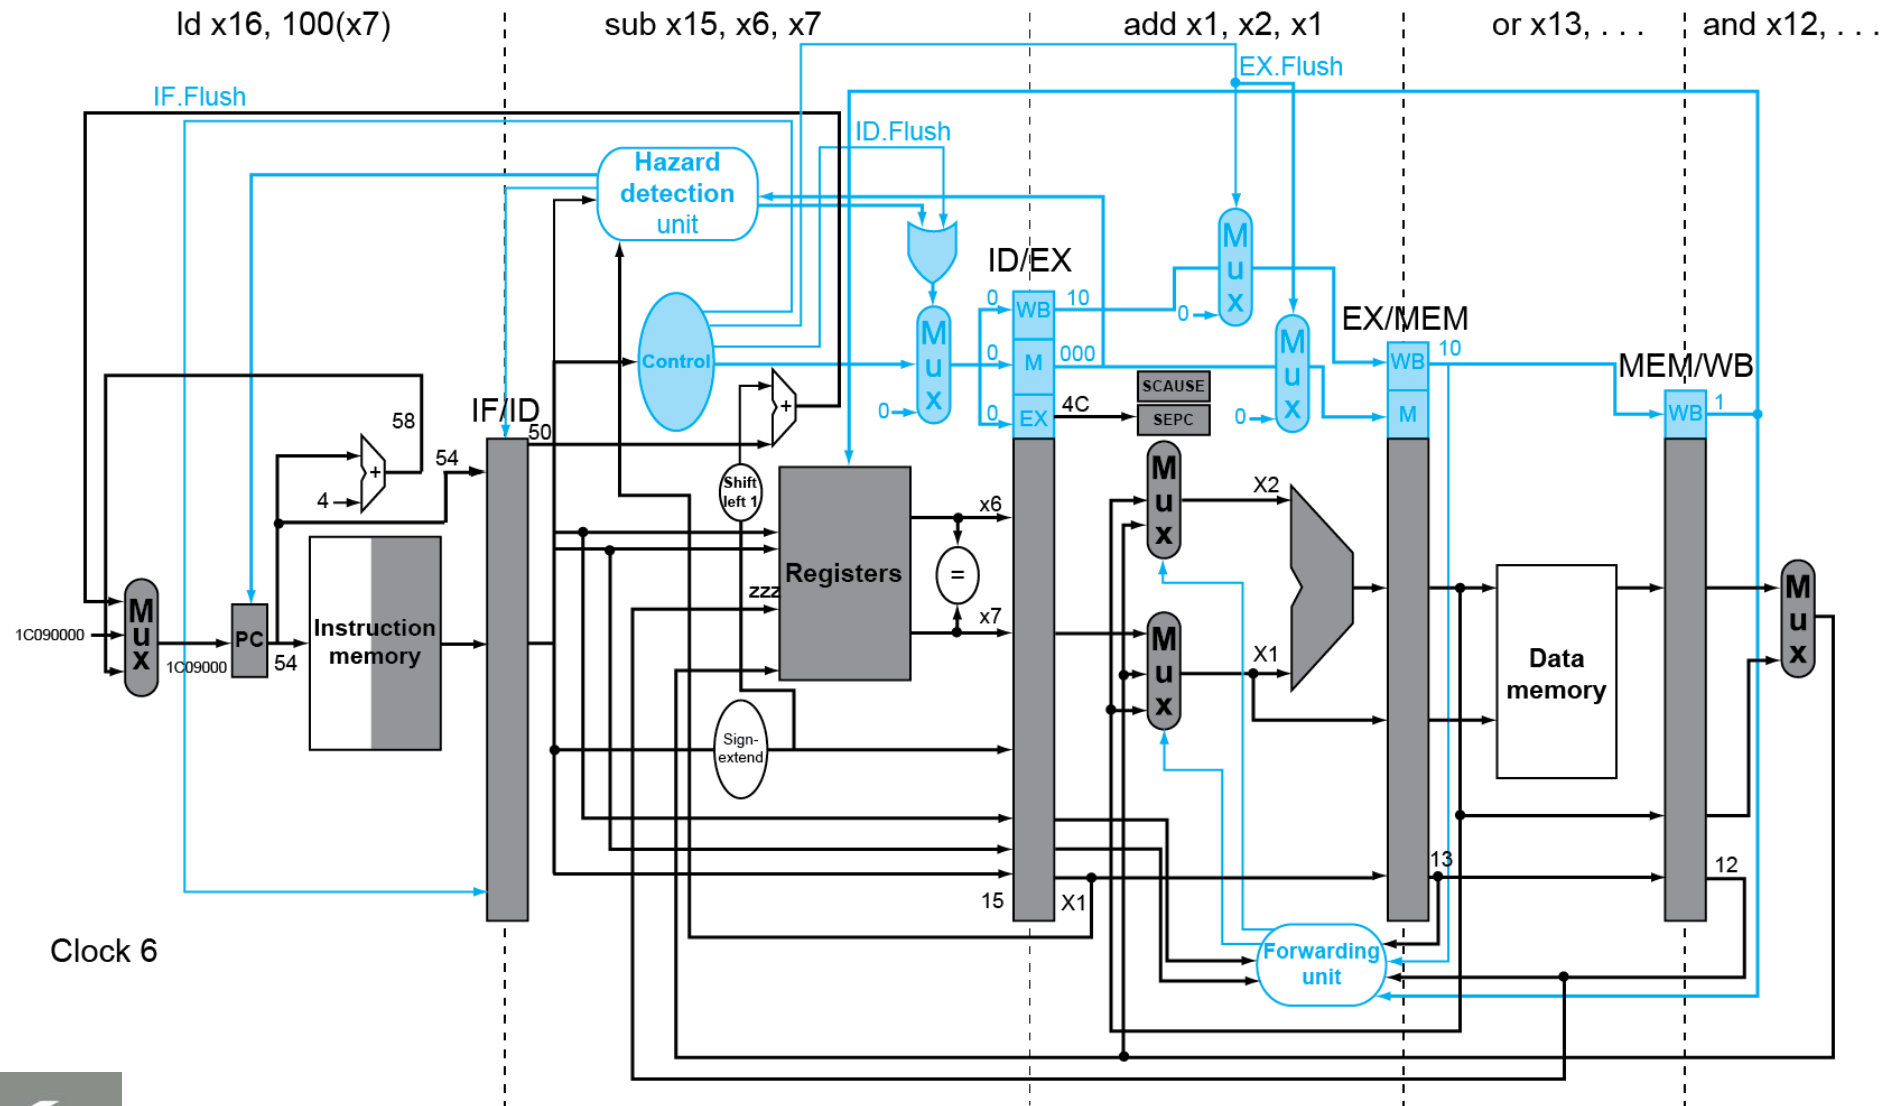 ld x16, 100(x7)
sub x15, x6, x7
add x1, x2, x1
or x13, . . .
and x12, . . .
EX.Flush
IF.Flush
ID.Flush
Hazard
detection
unit
M
u
x
0
ID/EX
0
WB
10
0
M
000
0
EX
4C
Control
M
u
x
0
M
u
x
0
SCAUSE
SEPC
EX/MEM
WB
10
M
MEM/WB
WB
1
IF/ID
50
58
54
+
4
+
Shift
left 1
M
u
x
X2
x6
Registers
=
zzz
x7
M
u
x
X1
1C090000
M
u
x
1C09000
PC
54
Instruction
memory
Data
memory
M
u
x
Sign-
extend
15
X1
13
12
Forwarding
unit
Clock 6